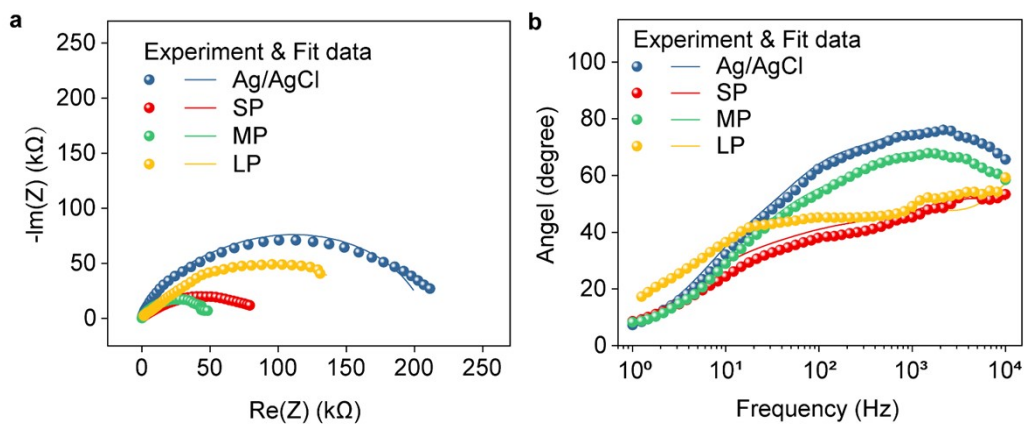 a
Experiment & Fit data
Ag/AgCl
SP
MP
LP
-Im(Z) (kΩ)
250
200
150
100
50
0
0 50 100 150 200 250
Re(Z) (kΩ)
b
Experiment & Fit data
Ag/AgCl
SP
MP
LP
Angel (degree)
100
80
60
40
20
0
10⁰ 10¹ 10² 10³ 10⁴
Frequency (Hz)